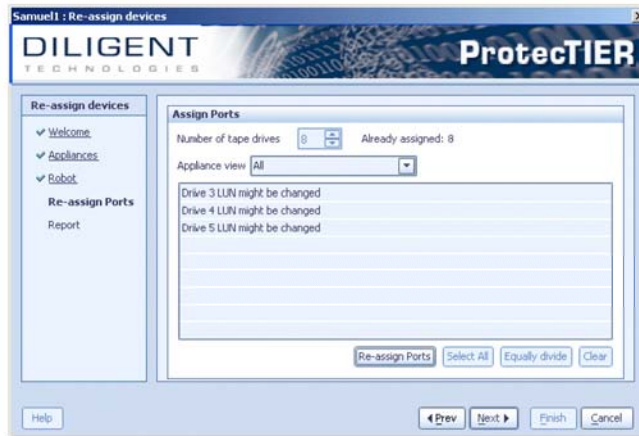 Samuel1 : Re-assign devices
DILIGENT
TECHNOLOGIES
ProtecTIER
Re-assign devices
Welcome
Appliances
Robot
Re-assign Ports
Report
Assign Ports
Number of tape drives 8 Already assigned: 8
Appliance view All
Drive 3 LUN might be changed
Drive 4 LUN might be changed
Drive 5 LUN might be changed
Re-assign Ports Select All Equally divide Clear
Help Prev Next Finish Cancel